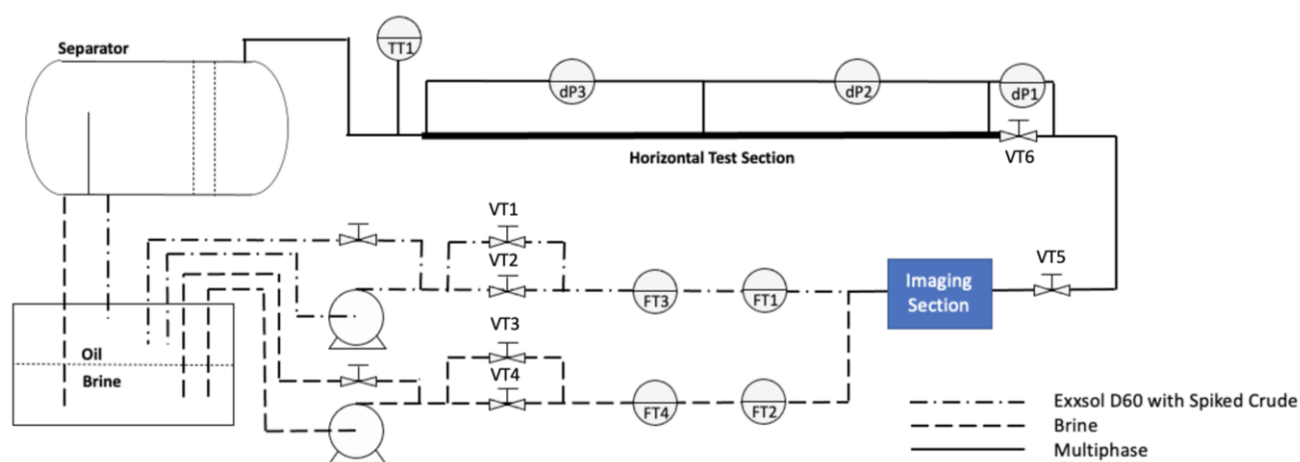 Separator
TT1
dP3
dP2
dP1
Horizontal Test Section
VT6
VT1
VT2
VT5
Imaging
Section
FT3
FT1
VT3
Oil
Brine
VT4
FT4
FT2
Exxsol D60 with Spiked Crude
Brine
Multiphase